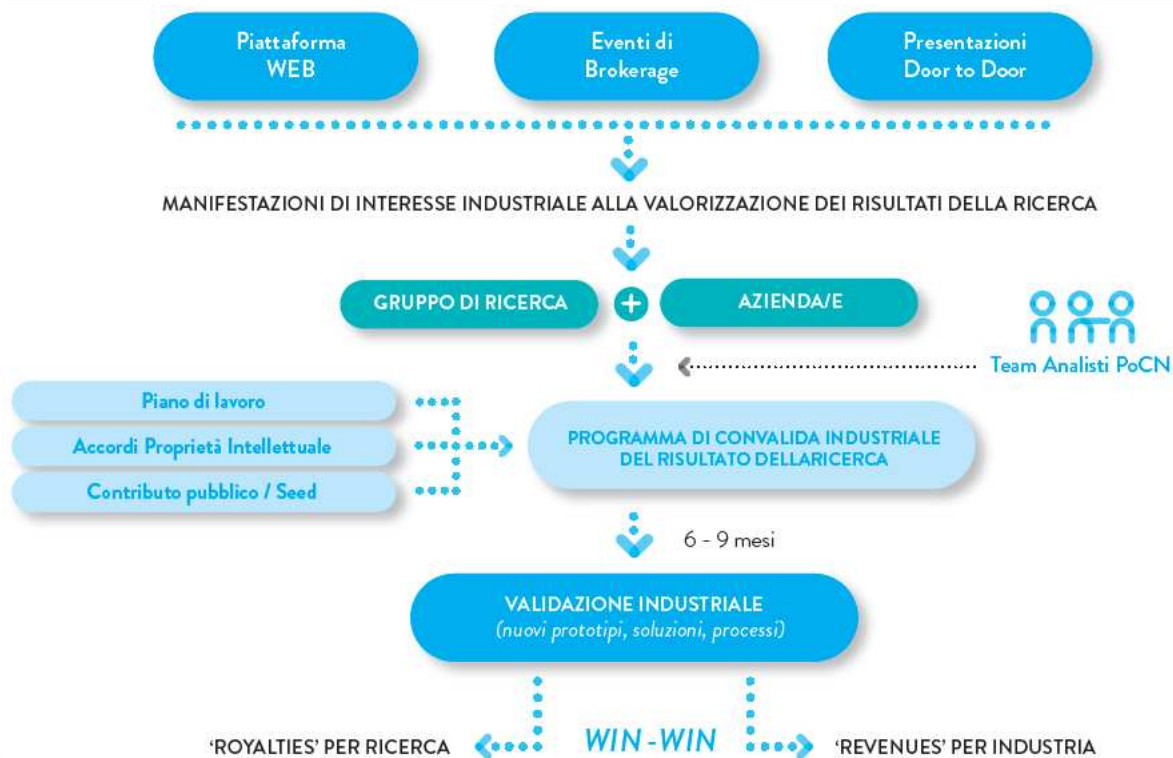 Piattaforma
WEB
Eventi di
Brokerage
Presentazioni
Door to Door
MANIFESTAZIONI DI INTERESSE INDUSTRIALE ALLA VALORIZZAZIONE DEI RISULTATI DELLA RICERCA
GRUPPO DI RICERCA
+
AZIENDA/E
Team Analisti PoCN
Piano di lavoro
Accordi Proprietà Intellettuale
Contributo pubblico / Seed
PROGRAMMA DI CONVALIDA INDUSTRIALE
DEL RISULTATO DELLARICERCA
6 - 9 mesi
VALIDAZIONE INDUSTRIALE
(nuovi prototipi, soluzioni, processi)
'ROYALTIES' PER RICERCA
WIN - WIN
'REVENUES' PER INDUSTRIA